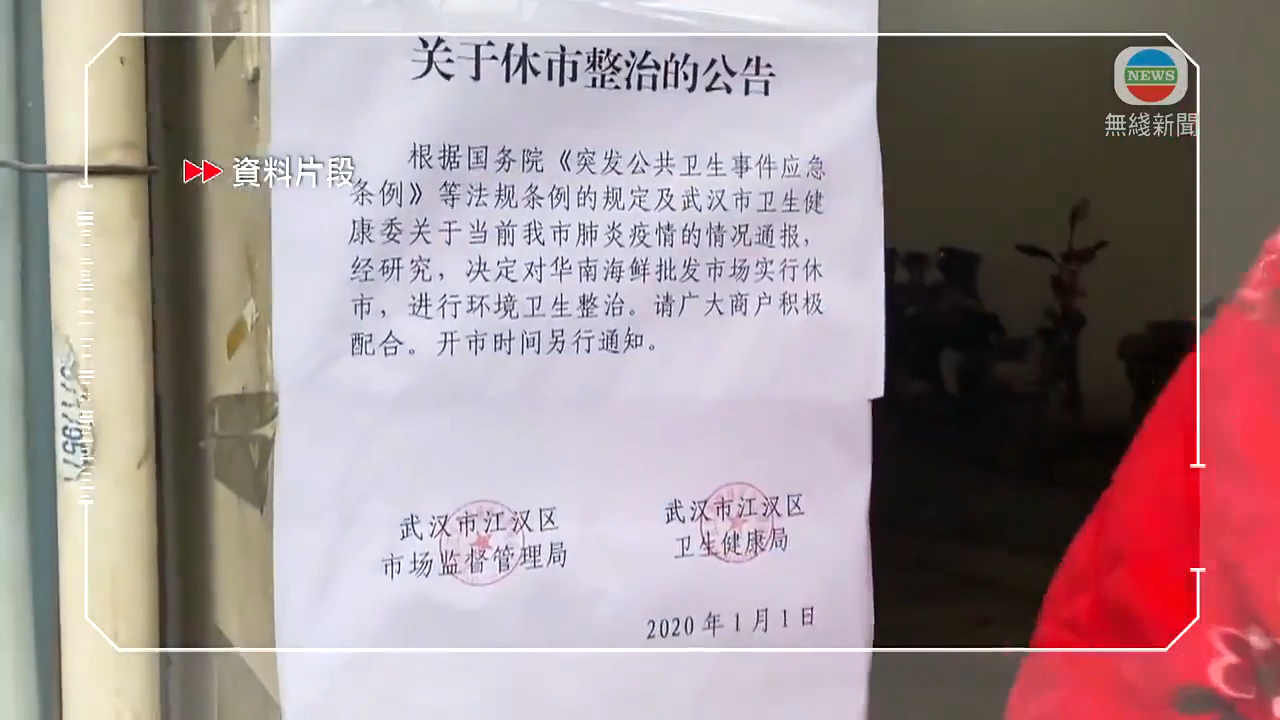 关于休市整治的公告
NEWS
無綫新聞
資料片段
根据国务院《突发公共卫生事件应急
条例》等法规条例的规定及武汉市卫生健
康委关于当前我市肺炎疫情的情况通报，
经研究，决定对华南海鲜批发市场实行休
市，进行环境卫生整治。请广大商户积极
配合。开市时间另行通知。
武汉市江汉区
市场监督管理局
武汉市江汉区
卫生健康局
2020年1月1日